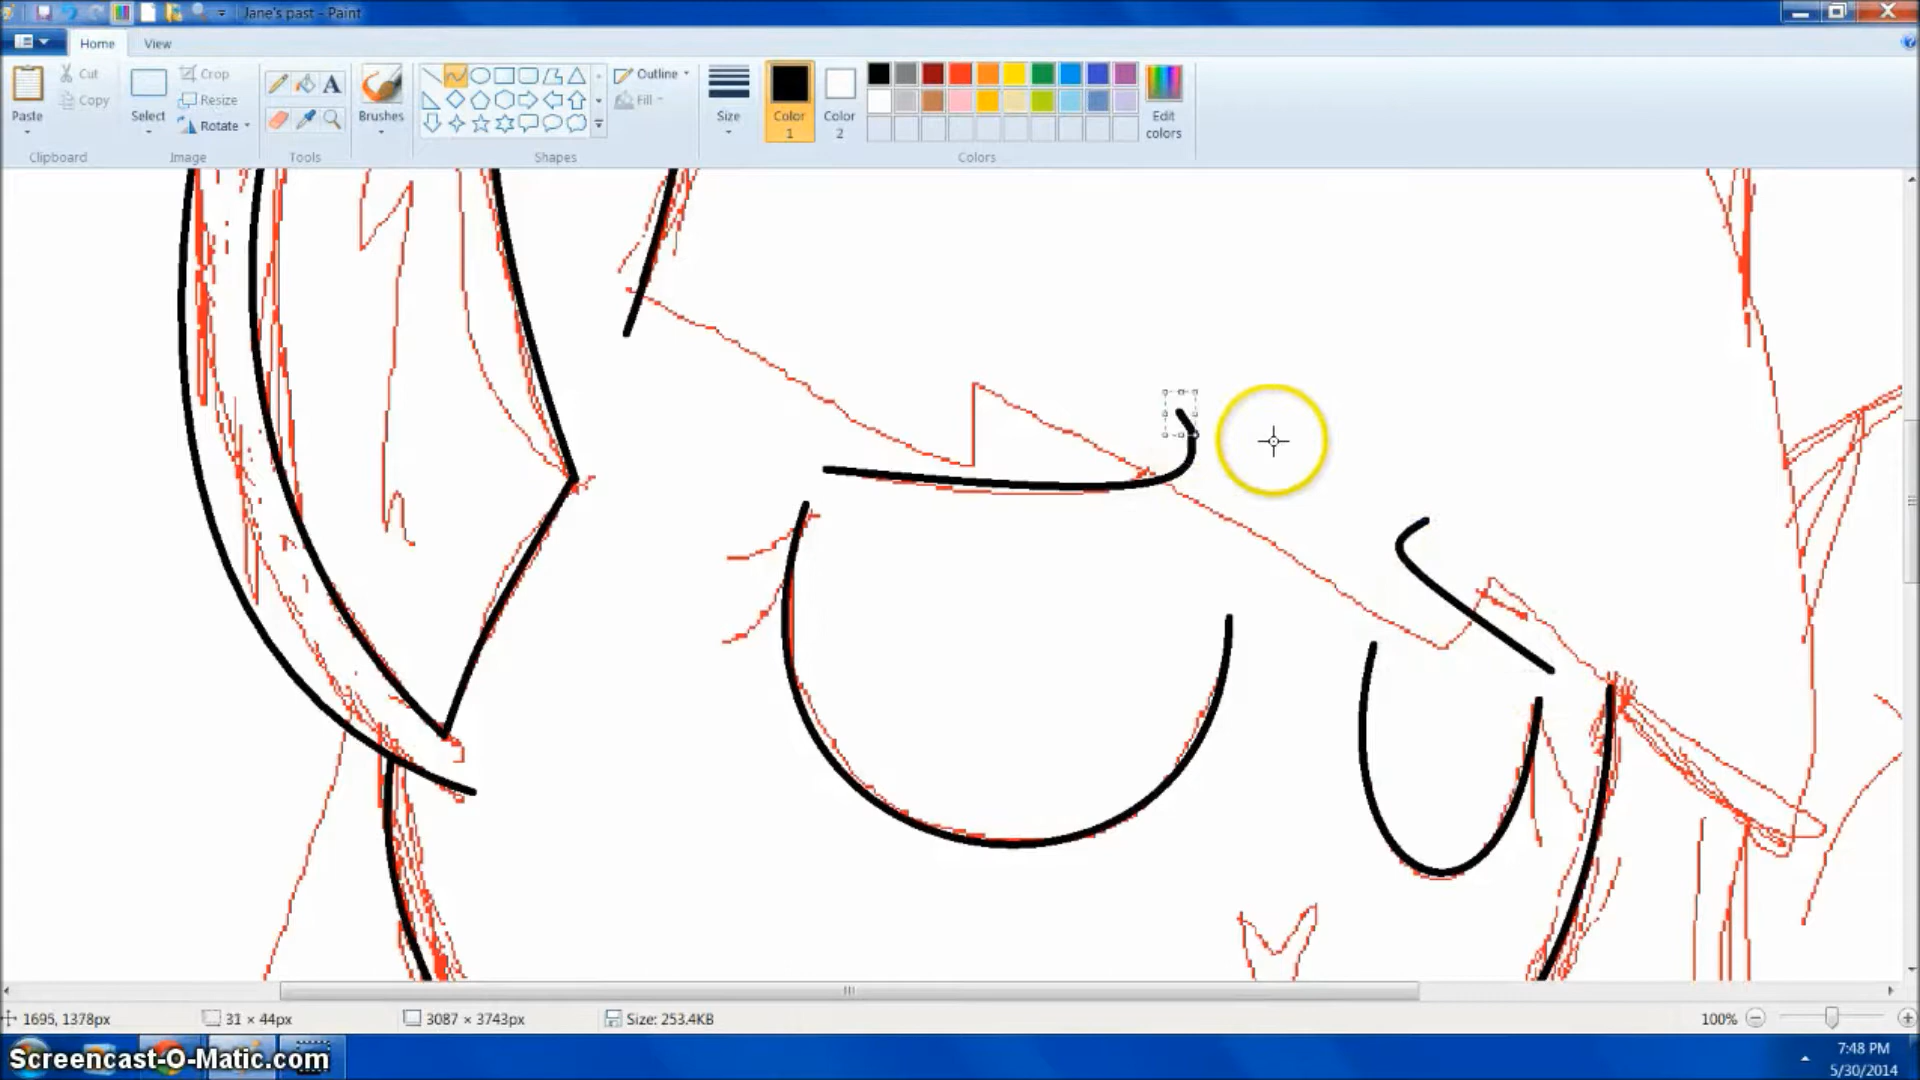 Jane's past - Paint
Home View
Paste Cut Copy
Clipboard
Select Crop Resize Rotate
Image
Tools
Brushes
Outline Fill
Shapes
Size
Color 1
Color 2
Edit colors
Colors
1695, 1378px 31 × 44px 3087 × 3743px Size: 253.4KB 100%
Screencast-O-Matic.com
7:48 PM
5/30/2014